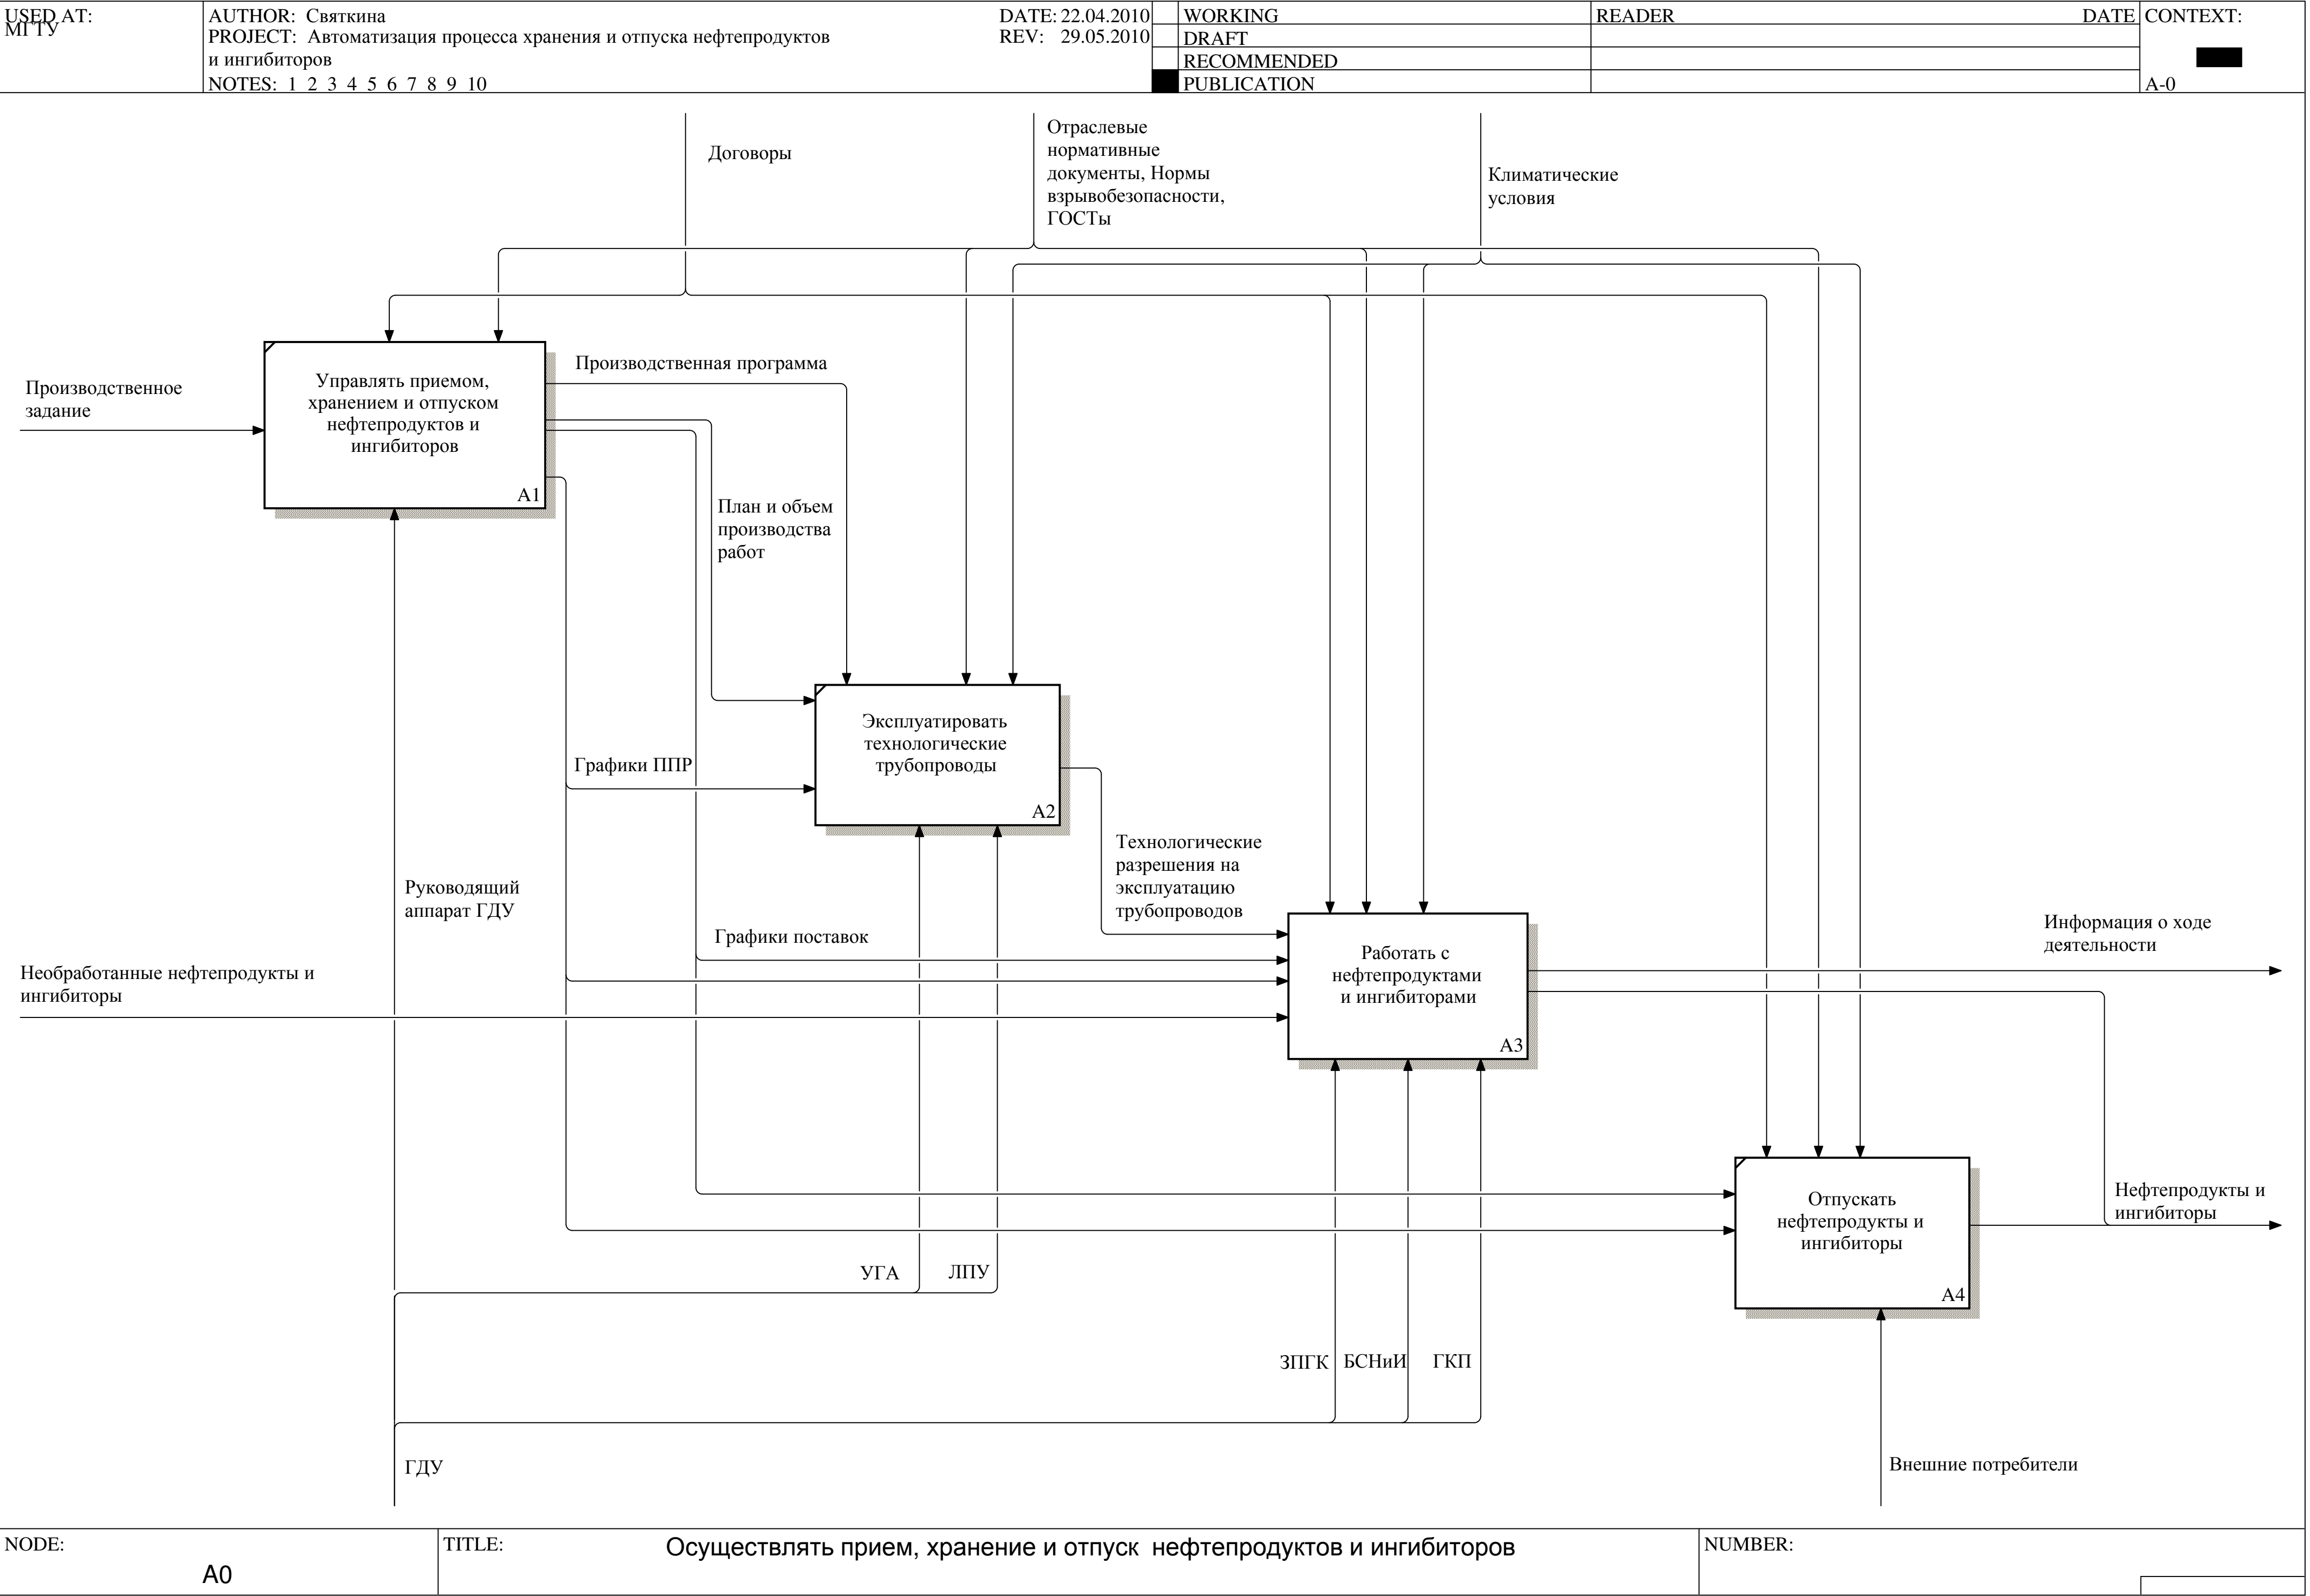 USED AT:
МГТУ
AUTHOR: Святкина
DATE: 22.04.2010
PROJECT: Автоматизация процесса хранения и отпуска нефтепродуктов
и ингибиторов
REV: 29.05.2010
NOTES: 1 2 3 4 5 6 7 8 9 10
WORKING
DRAFT
RECOMMENDED
PUBLICATION
READER
DATE
CONTEXT:
A-0
Договоры
Отраслевые
нормативные
документы, Нормы
взрывобезопасности,
ГОСТы
Климатические
условия
Производственное
задание
Управлять приемом,
хранением и отпуском
нефтепродуктов и
ингибиторов
A1
Производственная программа
План и объем
производства
работ
Эксплуатировать
технологические
трубопроводы
A2
Графики ППР
Технологические
разрешения на
эксплуатацию
трубопроводов
Руководящий
аппарат ГДУ
Графики поставок
Необработанные нефтепродукты и
ингибиторы
Работать с
нефтепродуктами
и ингибиторами
A3
Информация о ходе
деятельности
Отпускать
нефтепродукты и
ингибиторы
A4
Нефтепродукты и
ингибиторы
УГА
ЛПУ
ЗПГК
БСНиИ
ГКП
ГДУ
Внешние потребители
NODE:
A0
TITLE:
Осуществлять прием, хранение и отпуск нефтепродуктов и ингибиторов
NUMBER: